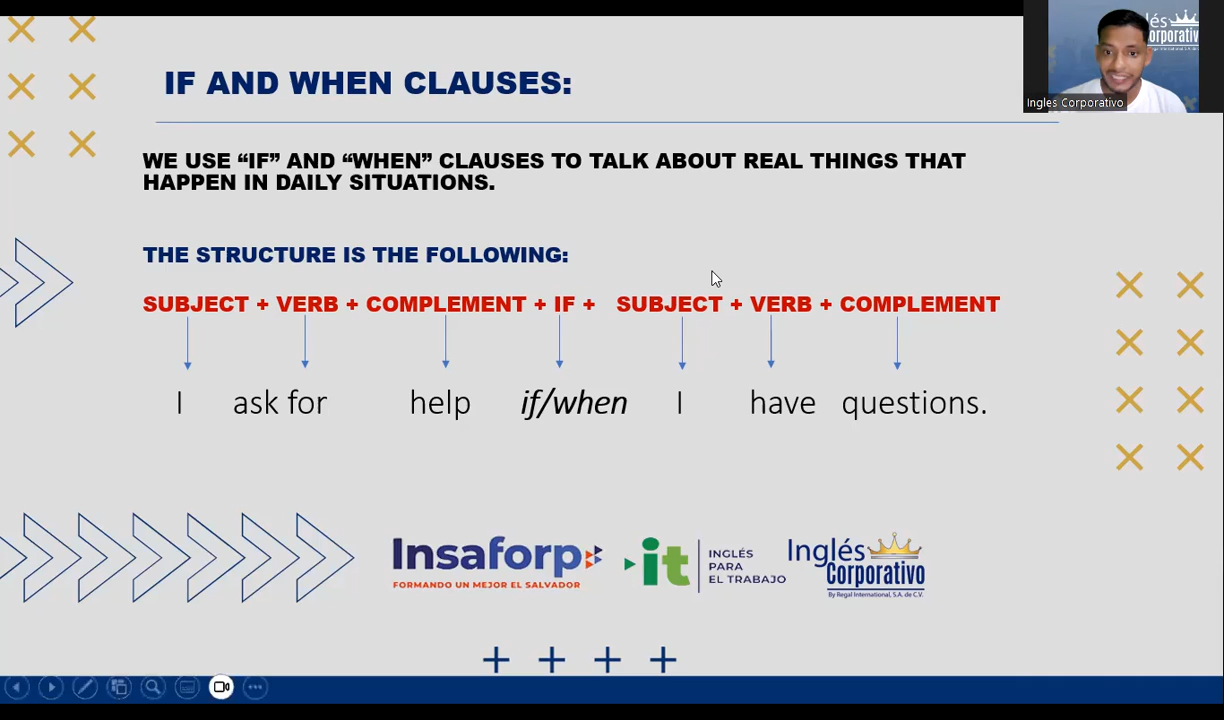 IF AND WHEN CLAUSES:
Ingles Corporativo
WE USE “IF” AND “WHEN” CLAUSES TO TALK ABOUT REAL THINGS THAT
HAPPEN IN DAILY SITUATIONS.
THE STRUCTURE IS THE FOLLOWING:
SUBJECT + VERB + COMPLEMENT + IF + SUBJECT + VERB + COMPLEMENT
I ask for help if/when I have questions.
Insaforp
FORMANDO UN MEJOR EL SALVADOR
it
INGLÉS
PARA
EL TRABAJO
Inglés
Corporativo
By Regal International, S.A. de C.V.